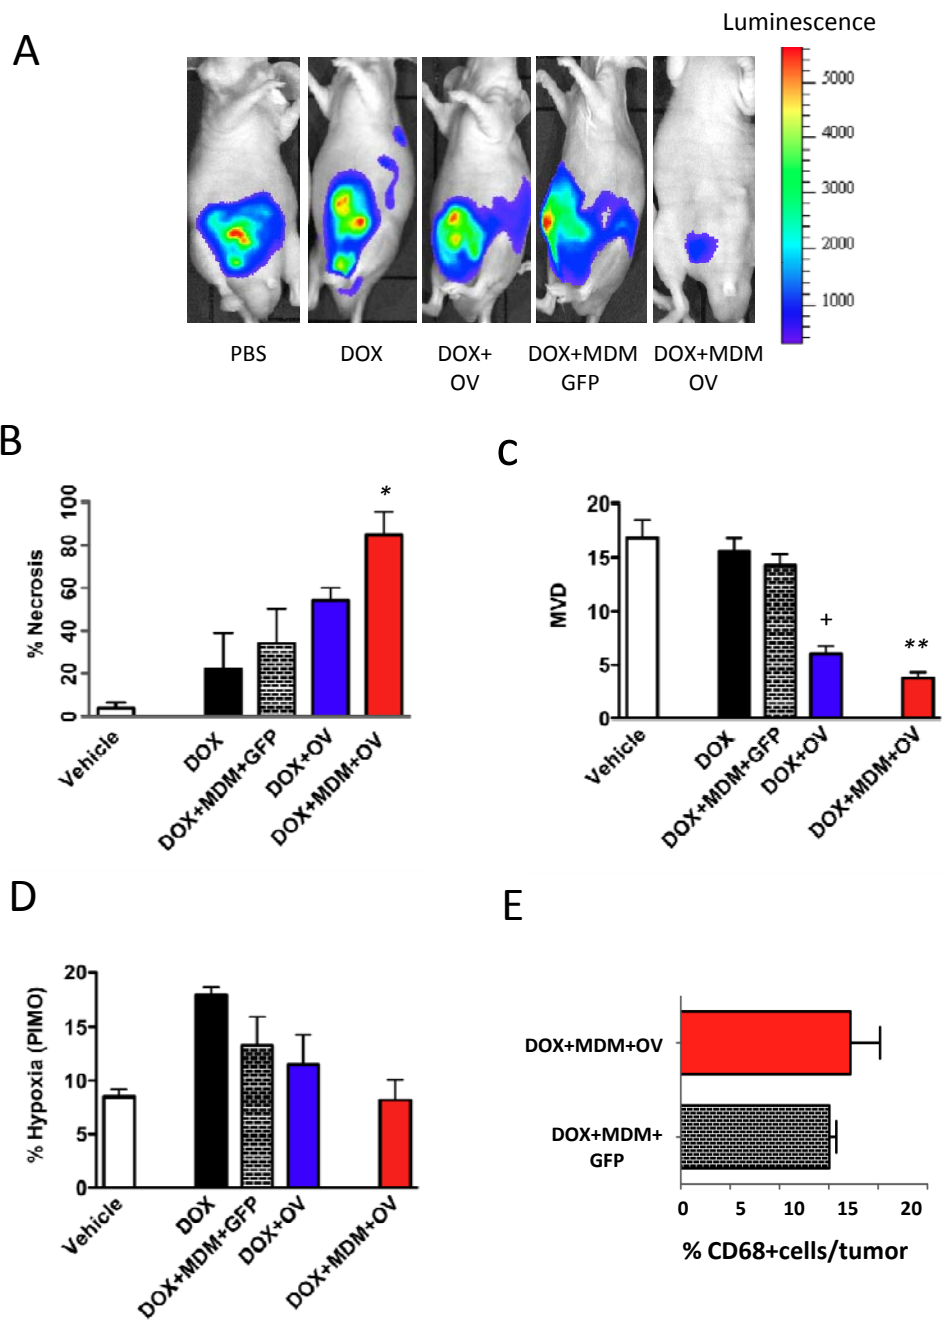 Luminescence
A
5000
4000
3000
2000
1000
PBS
DOX
DOX+
OV
DOX+MDM
GFP
DOX+MDM
OV
B
% Necrosis
100
80
60
40
20
0
*
Vehicle
DOX
DOX+MDM+GFP
DOX+OV
DOX+MDM+OV
C
MVD
20
15
10
5
0
+
**
Vehicle
DOX
DOX+MDM+GFP
DOX+OV
DOX+MDM+OV
D
% Hypoxia (PIMO)
20
15
10
5
0
Vehicle
DOX
DOX+MDM+GFP
DOX+OV
DOX+MDM+OV
E
DOX+MDM+OV
DOX+MDM+
GFP
0 5 10 15 20
% CD68+cells/tumor